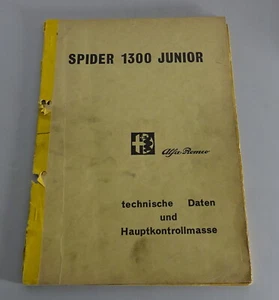 SPIDER 1300 JUNIOR
Alfa-Romeo
technische Daten
und
Hauptkontrollmasse